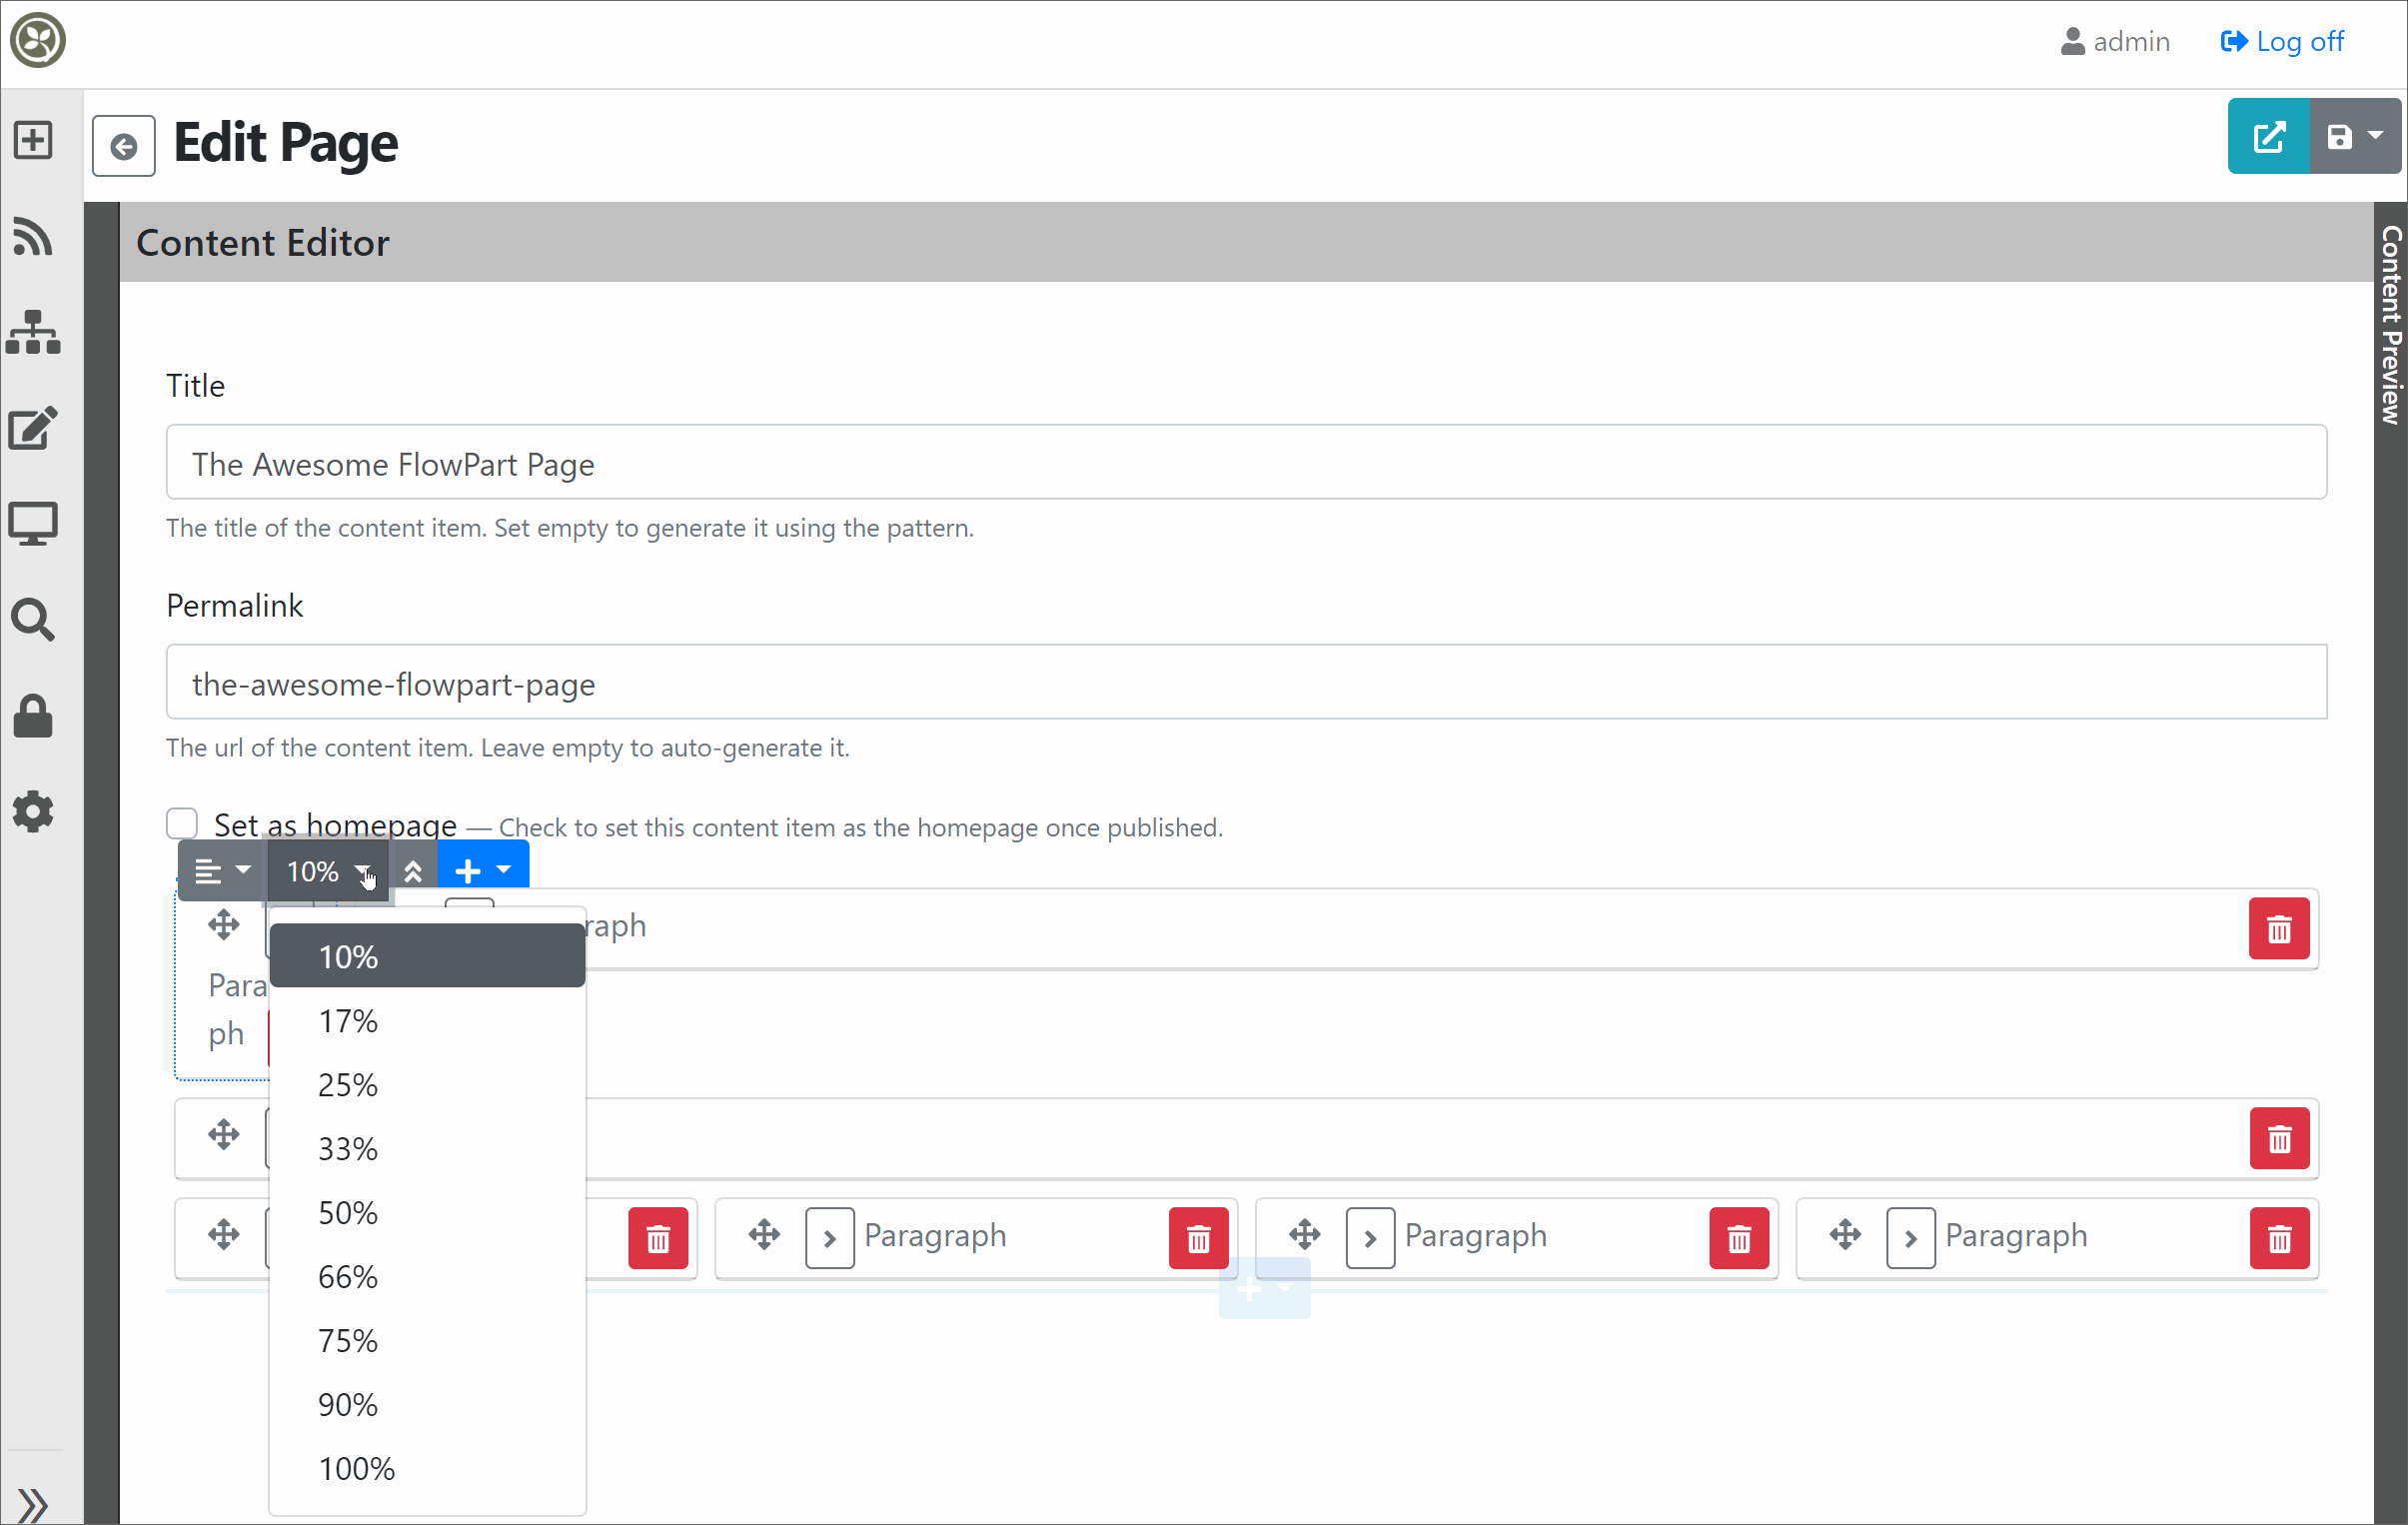 admin
Log off
Edit Page
Content Editor
Content Preview
Title
The Awesome FlowPart Page
The title of the content item. Set empty to generate it using the pattern.
Permalink
the-awesome-flowpart-page
The url of the content item. Leave empty to auto-generate it.
Set as homepage — Check to set this content item as the homepage once published.
10%
raph
Para
ph
10%
17%
25%
33%
50%
66%
75%
90%
100%
Paragraph
Paragraph
Paragraph